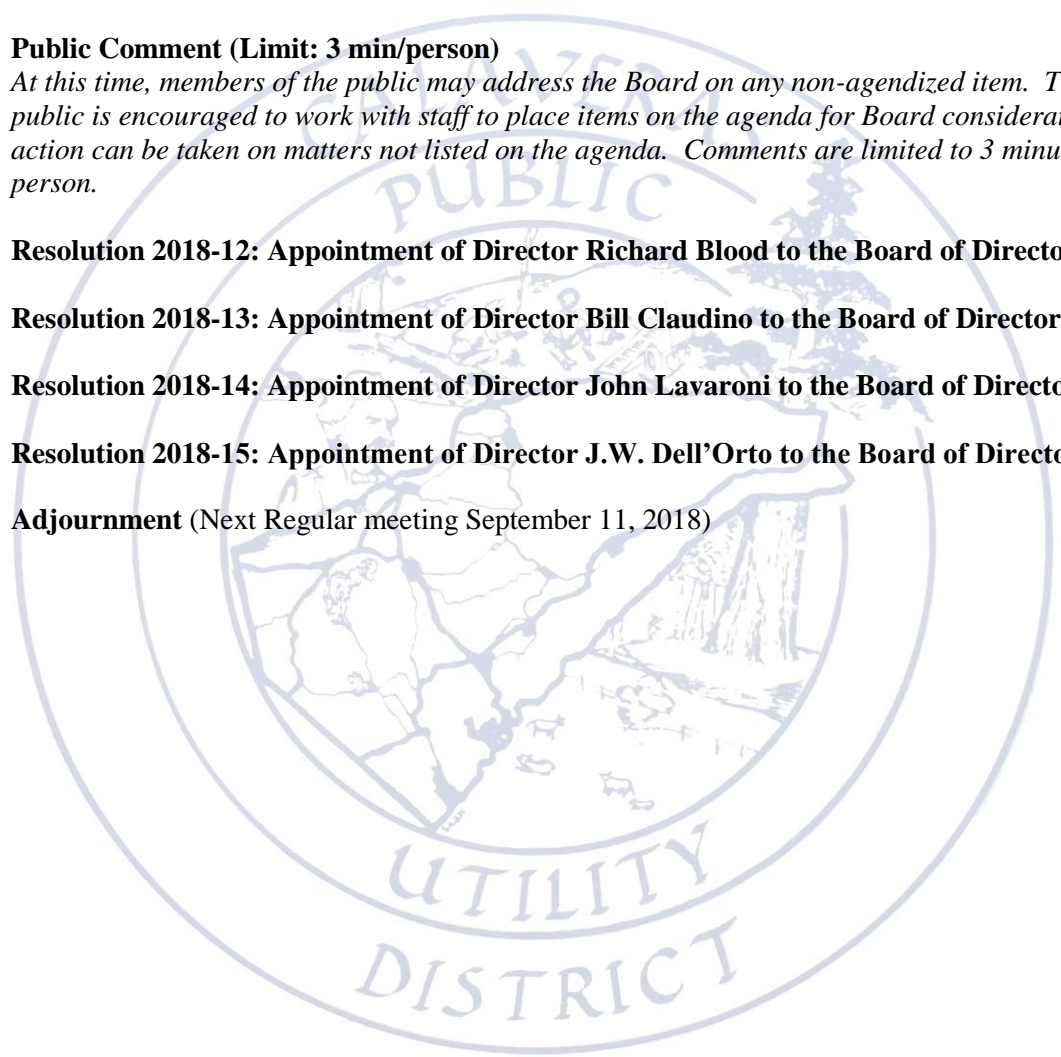 Public Comment (Limit: 3 min/person)
At this time, members of the public may address the Board on any non-agendized item. T
public is encouraged to work with staff to place items on the agenda for Board considerat
action can be taken on matters not listed on the agenda. Comments are limited to 3 minu
person.
Resolution 2018-12: Appointment of Director Richard Blood to the Board of Directo
Resolution 2018-13: Appointment of Director Bill Claudino to the Board of Director
Resolution 2018-14: Appointment of Director John Lavaroni to the Board of Directo
Resolution 2018-15: Appointment of Director J.W. Dell’Orto to the Board of Directo
Adjournment (Next Regular meeting September 11, 2018)
CALAVERAS
PUBLIC
UTILITY
DISTRICT